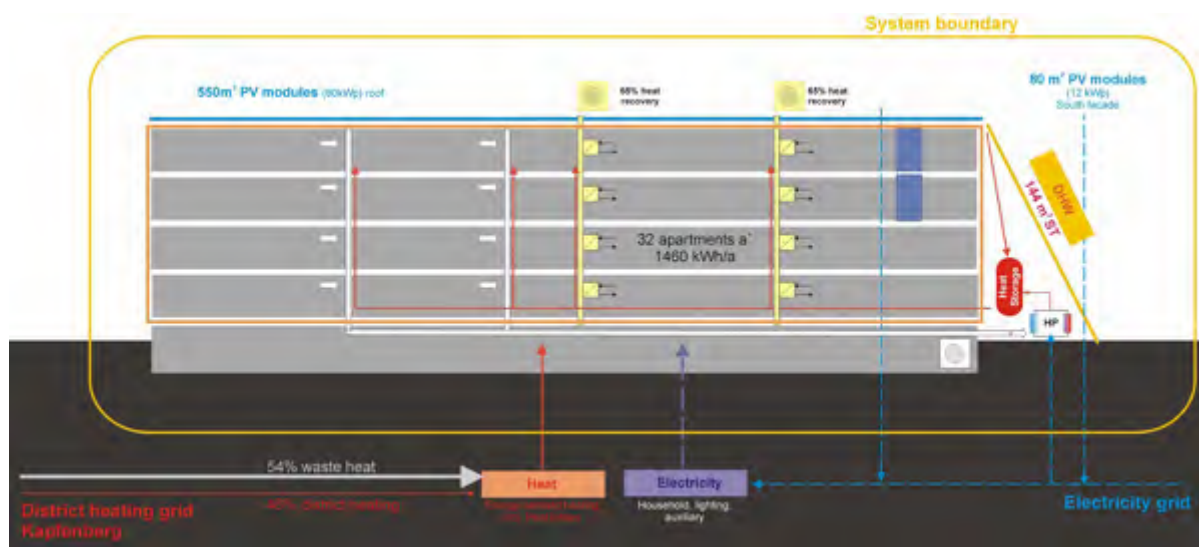 System boundary
550m² PV modules (80kWp) roof
65% heat
recovery
65% heat
recovery
80 m² PV modules
(12 kWp)
South facade
DHW
144 m² ST
32 apartments a`
1460 kWh/a
Heat
Storage
HP
54% waste heat
Heat
Electricity
Household, lighting,
auxiliary
District heating grid
Kapfenberg
Electricity grid